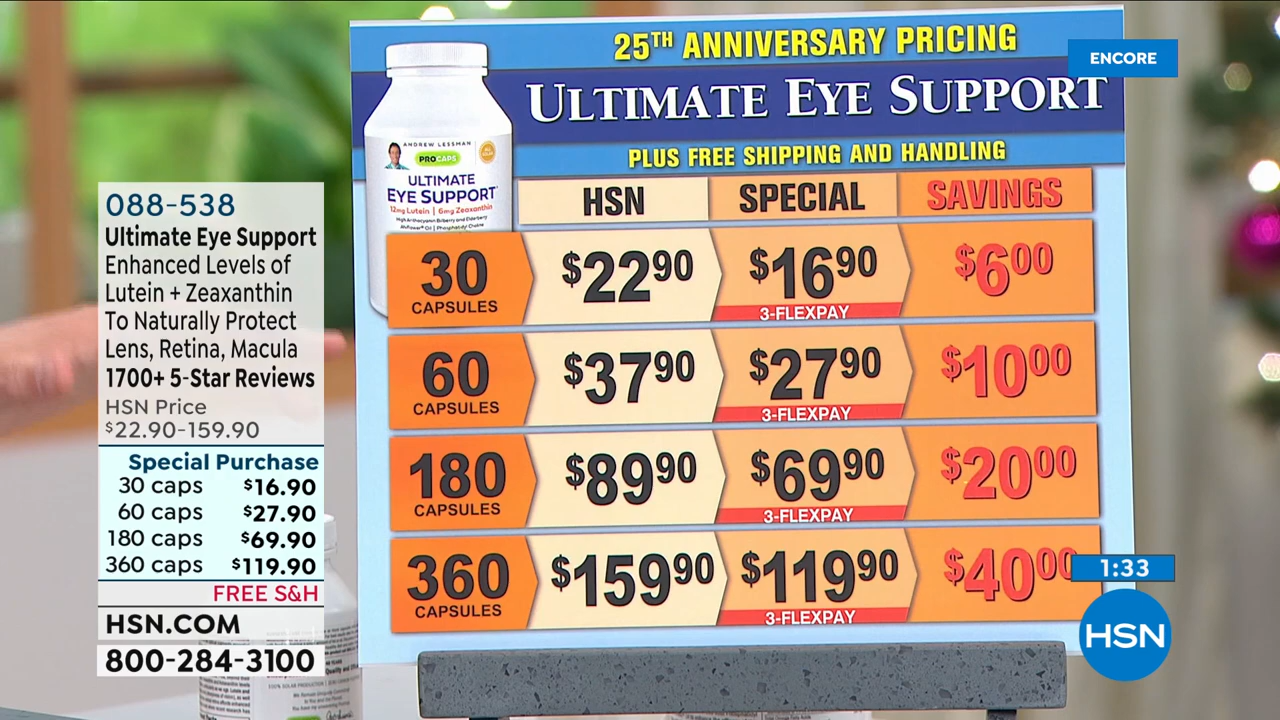 25TH ANNIVERSARY PRICING
ENCORE
ULTIMATE EYE SUPPORT
PLUS FREE SHIPPING AND HANDLING
ANDREW LESSMAN
PROCAPS
ULTIMATE
EYE SUPPORT
12mg Lutein | 6mg Zeaxanthin
HSN SPECIAL SAVINGS
30 CAPSULES $22.90 $16.90 $6.00
3-FLEXPAY
60 CAPSULES $37.90 $27.90 $10.00
3-FLEXPAY
180 CAPSULES $89.90 $69.90 $20.00
3-FLEXPAY
360 CAPSULES $159.90 $119.90 $40.00
3-FLEXPAY
088-538
Ultimate Eye Support
Enhanced Levels of
Lutein + Zeaxanthin
To Naturally Protect
Lens, Retina, Macula
1700+ 5-Star Reviews
HSN Price
$22.90-159.90
Special Purchase
30 caps $16.90
60 caps $27.90
180 caps $69.90
360 caps $119.90
FREE S&H
HSN.COM
800-284-3100
1:33
HSN